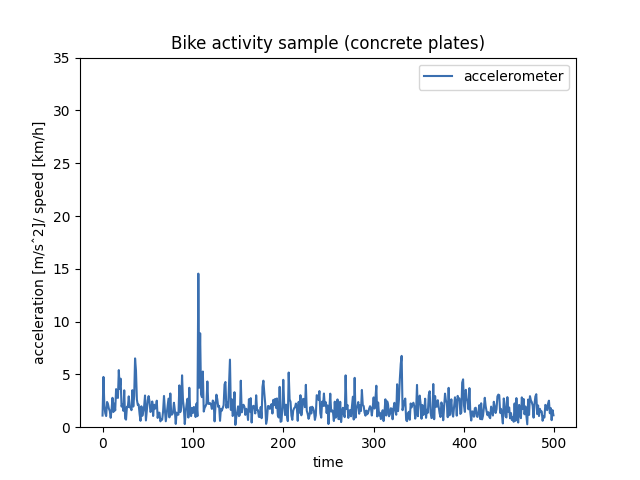 Bike activity sample (concrete plates)
accelerometer
35
30
25
20
15
10
5
0
acceleration [m/s^2]/ speed [km/h]
0 100 200 300 400 500
time